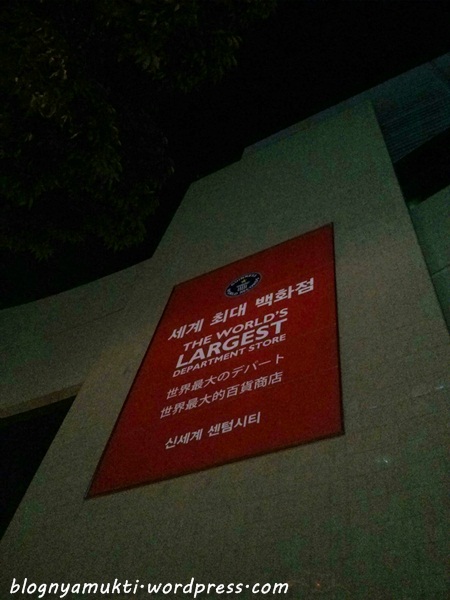 세계 최대 백화점
THE WORLD'S
LARGEST
DEPARTMENT STORE
世界最大のデパート
世界最大的百貨商店
신세계 센텀시티
blognyamukti.wordpress.com